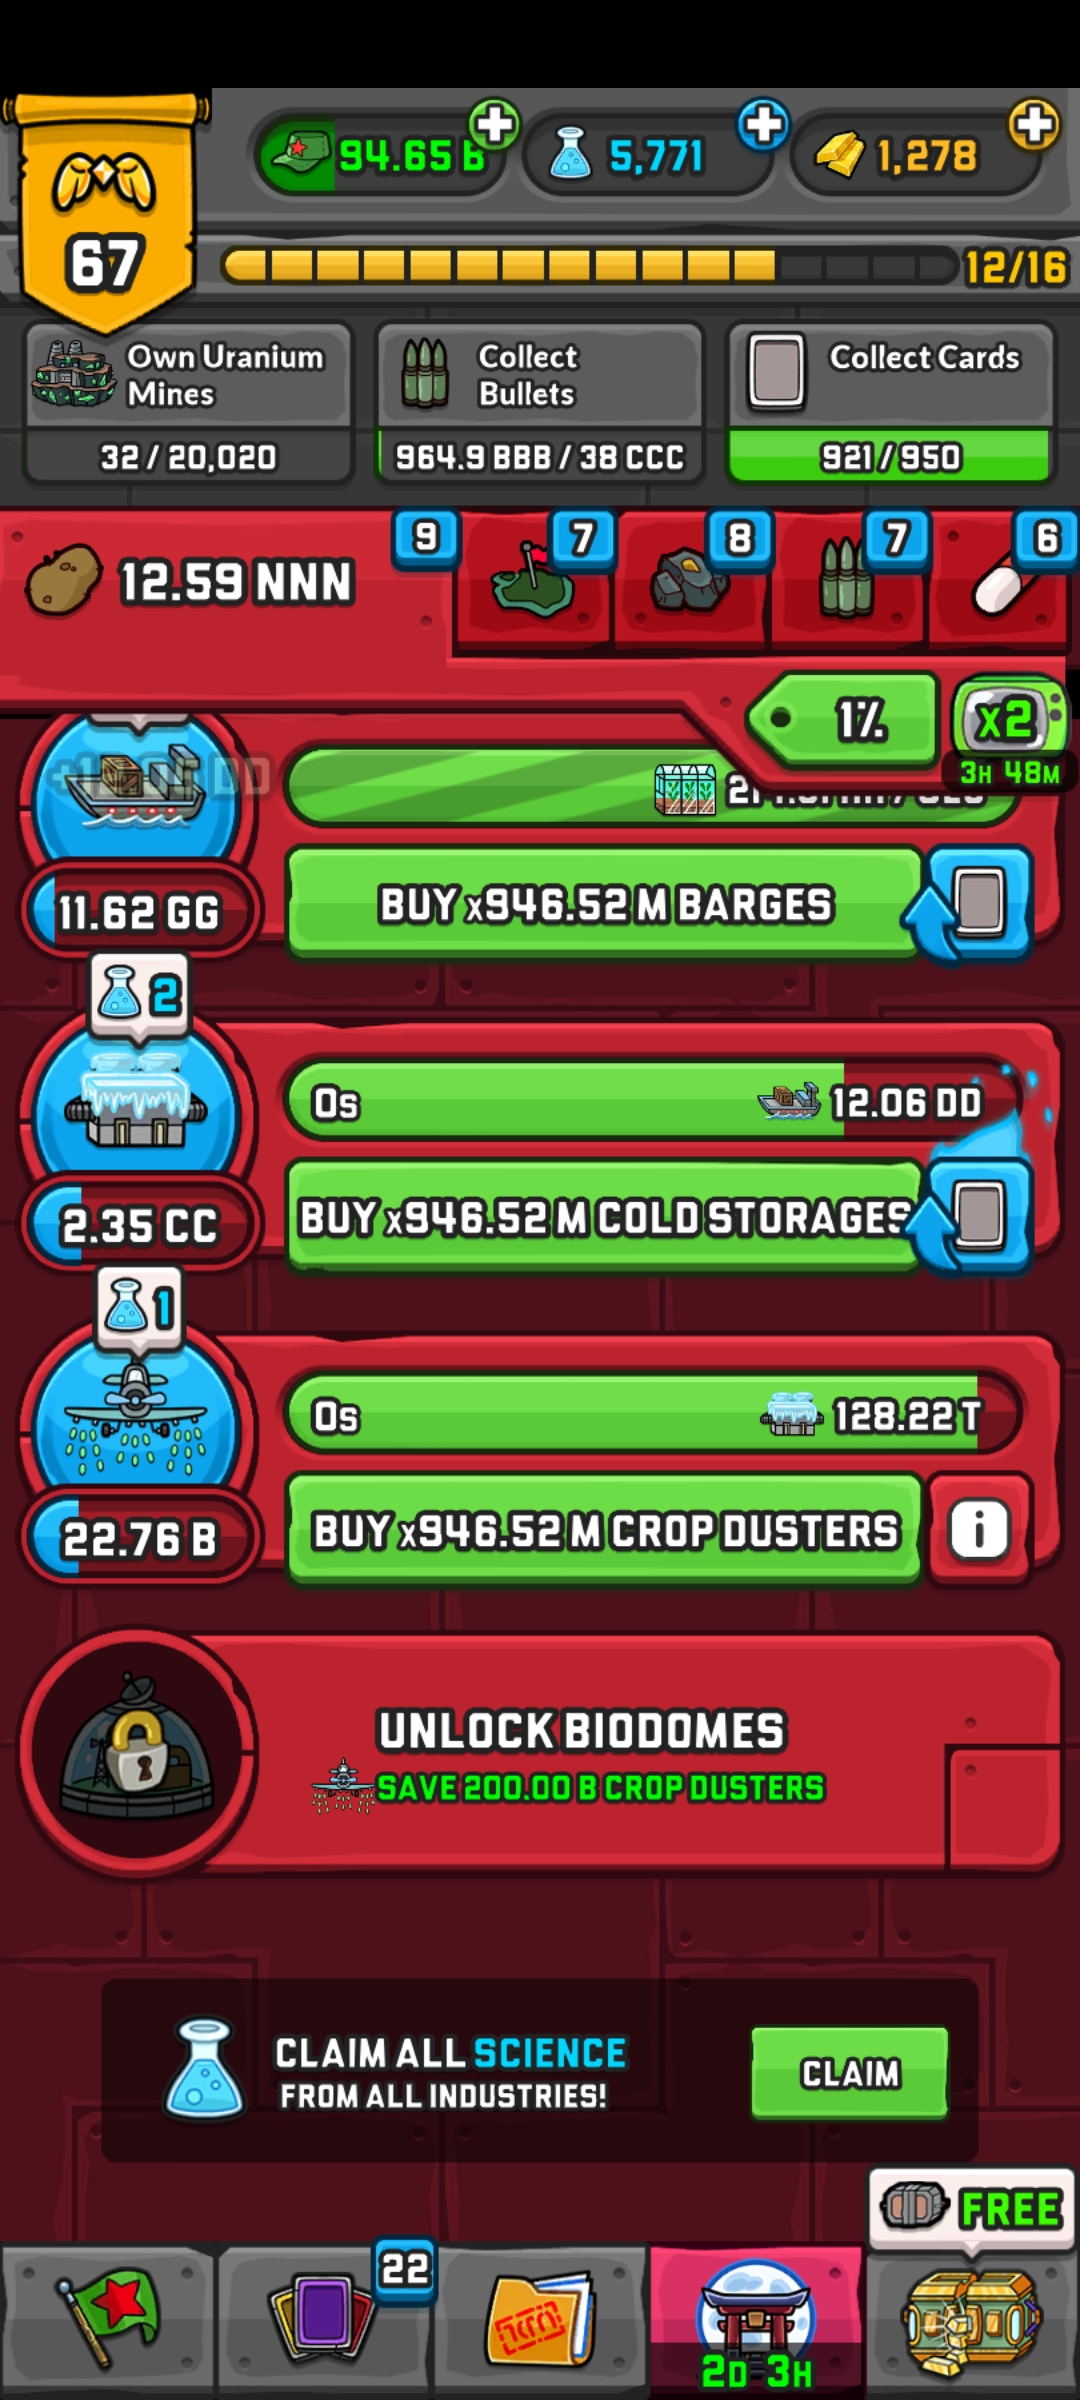 94.65 B
5,771
1,278
67
12/16
Own Uranium
Mines
32 / 20,020
Collect
Bullets
964.9 BBB / 38 CCC
Collect Cards
921 / 950
12.59 NNN
9
7
8
7
6
1%
x2
3H 48M
11.62 GG
BUY x946.52 M BARGES
2
0s
12.06 DD
2.35 CC
BUY x946.52 M COLD STORAGES
1
0s
128.22 T
22.76 B
BUY x946.52 M CROP DUSTERS
i
UNLOCK BIODOMES
SAVE 200.00 B CROP DUSTERS
CLAIM ALL SCIENCE
FROM ALL INDUSTRIES!
CLAIM
FREE
22
2D 3H